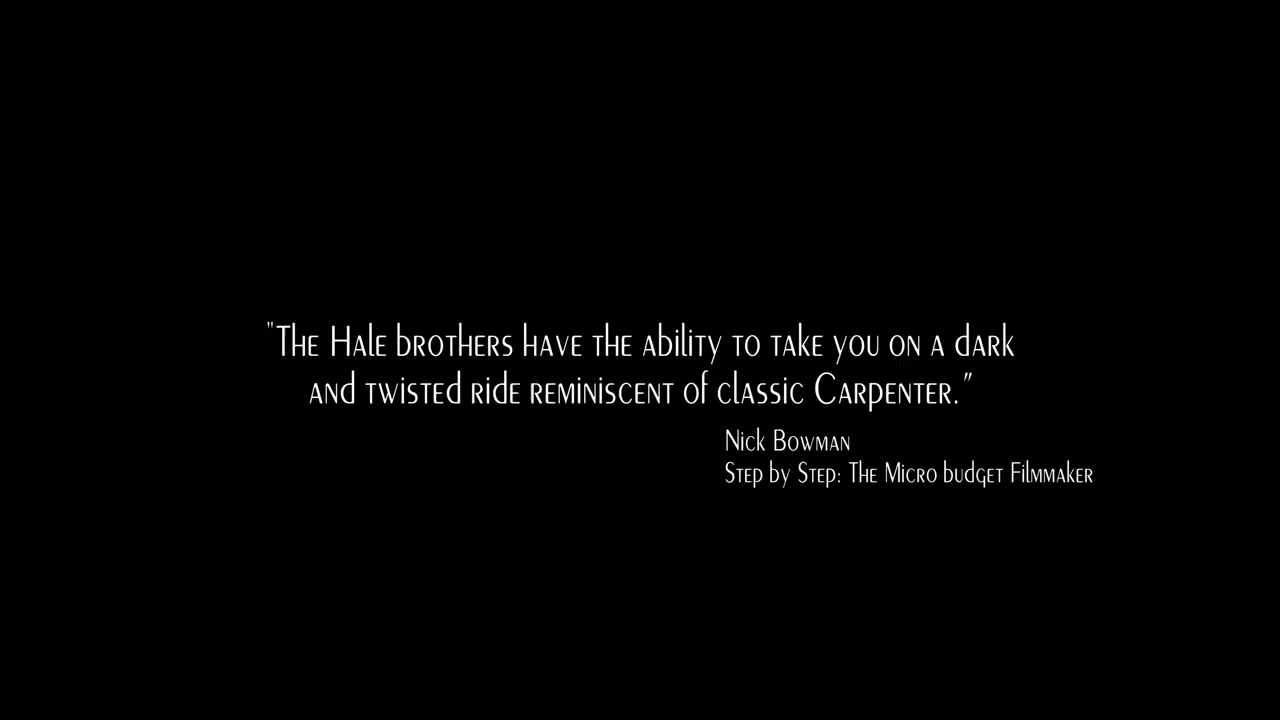 "The Hale brothers have the ability to take you on a dark
and twisted ride reminiscent of classic Carpenter."
Nick Bowman
Step by Step: The Micro budget Filmmaker